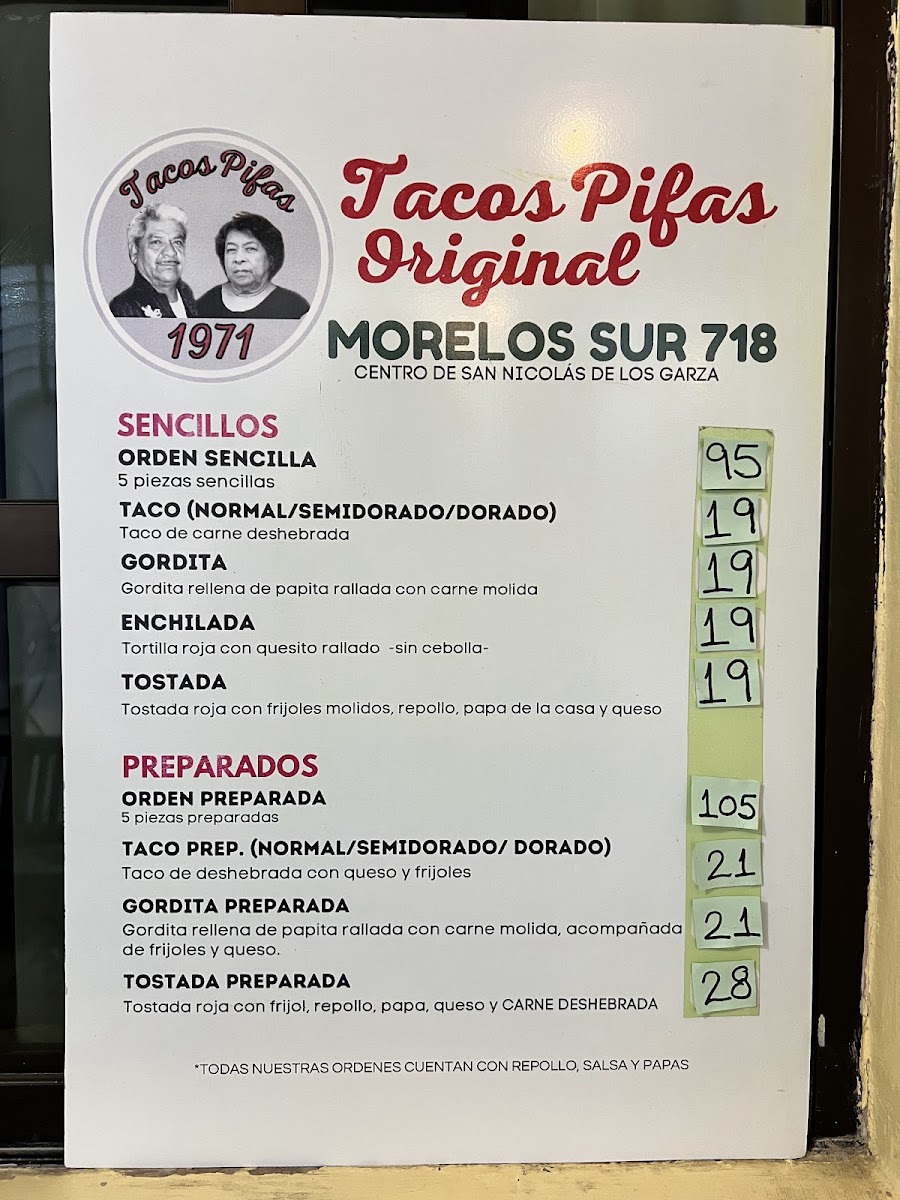 Tacos Pifas
1971
Tacos Pifas
Original
MORELOS SUR 718
CENTRO DE SAN NICOLÁS DE LOS GARZA
SENCILLOS
ORDEN SENCILLA 95
5 piezas sencillas
TACO (NORMAL/SEMIDORADO/DORADO) 19
Taco de carne deshebrada
GORDITA 19
Gordita rellena de papita rallada con carne molida
ENCHILADA 19
Tortilla roja con quesito rallado -sin cebolla-
TOSTADA 19
Tostada roja con frijoles molidos, repollo, papa de la casa y queso
PREPARADOS
ORDEN PREPARADA 105
5 piezas preparadas
TACO PREP. (NORMAL/SEMIDORADO/ DORADO) 21
Taco de deshebrada con queso y frijoles
GORDITA PREPARADA 21
Gordita rellena de papita rallada con carne molida, acompañada
de frijoles y queso.
TOSTADA PREPARADA 28
Tostada roja con frijol, repollo, papa, queso y CARNE DESHEBRADA
*TODAS NUESTRAS ORDENES CUENTAN CON REPOLLO, SALSA Y PAPAS